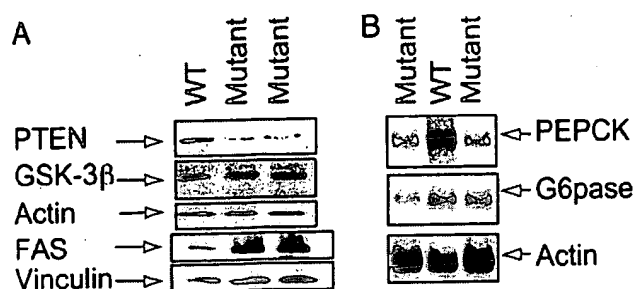 A
WT
Mutant
Mutant
PTEN
GSK-3β
Actin
FAS
Vinculin
B
Mutant
WT
Mutant
PEPCK
G6pase
Actin